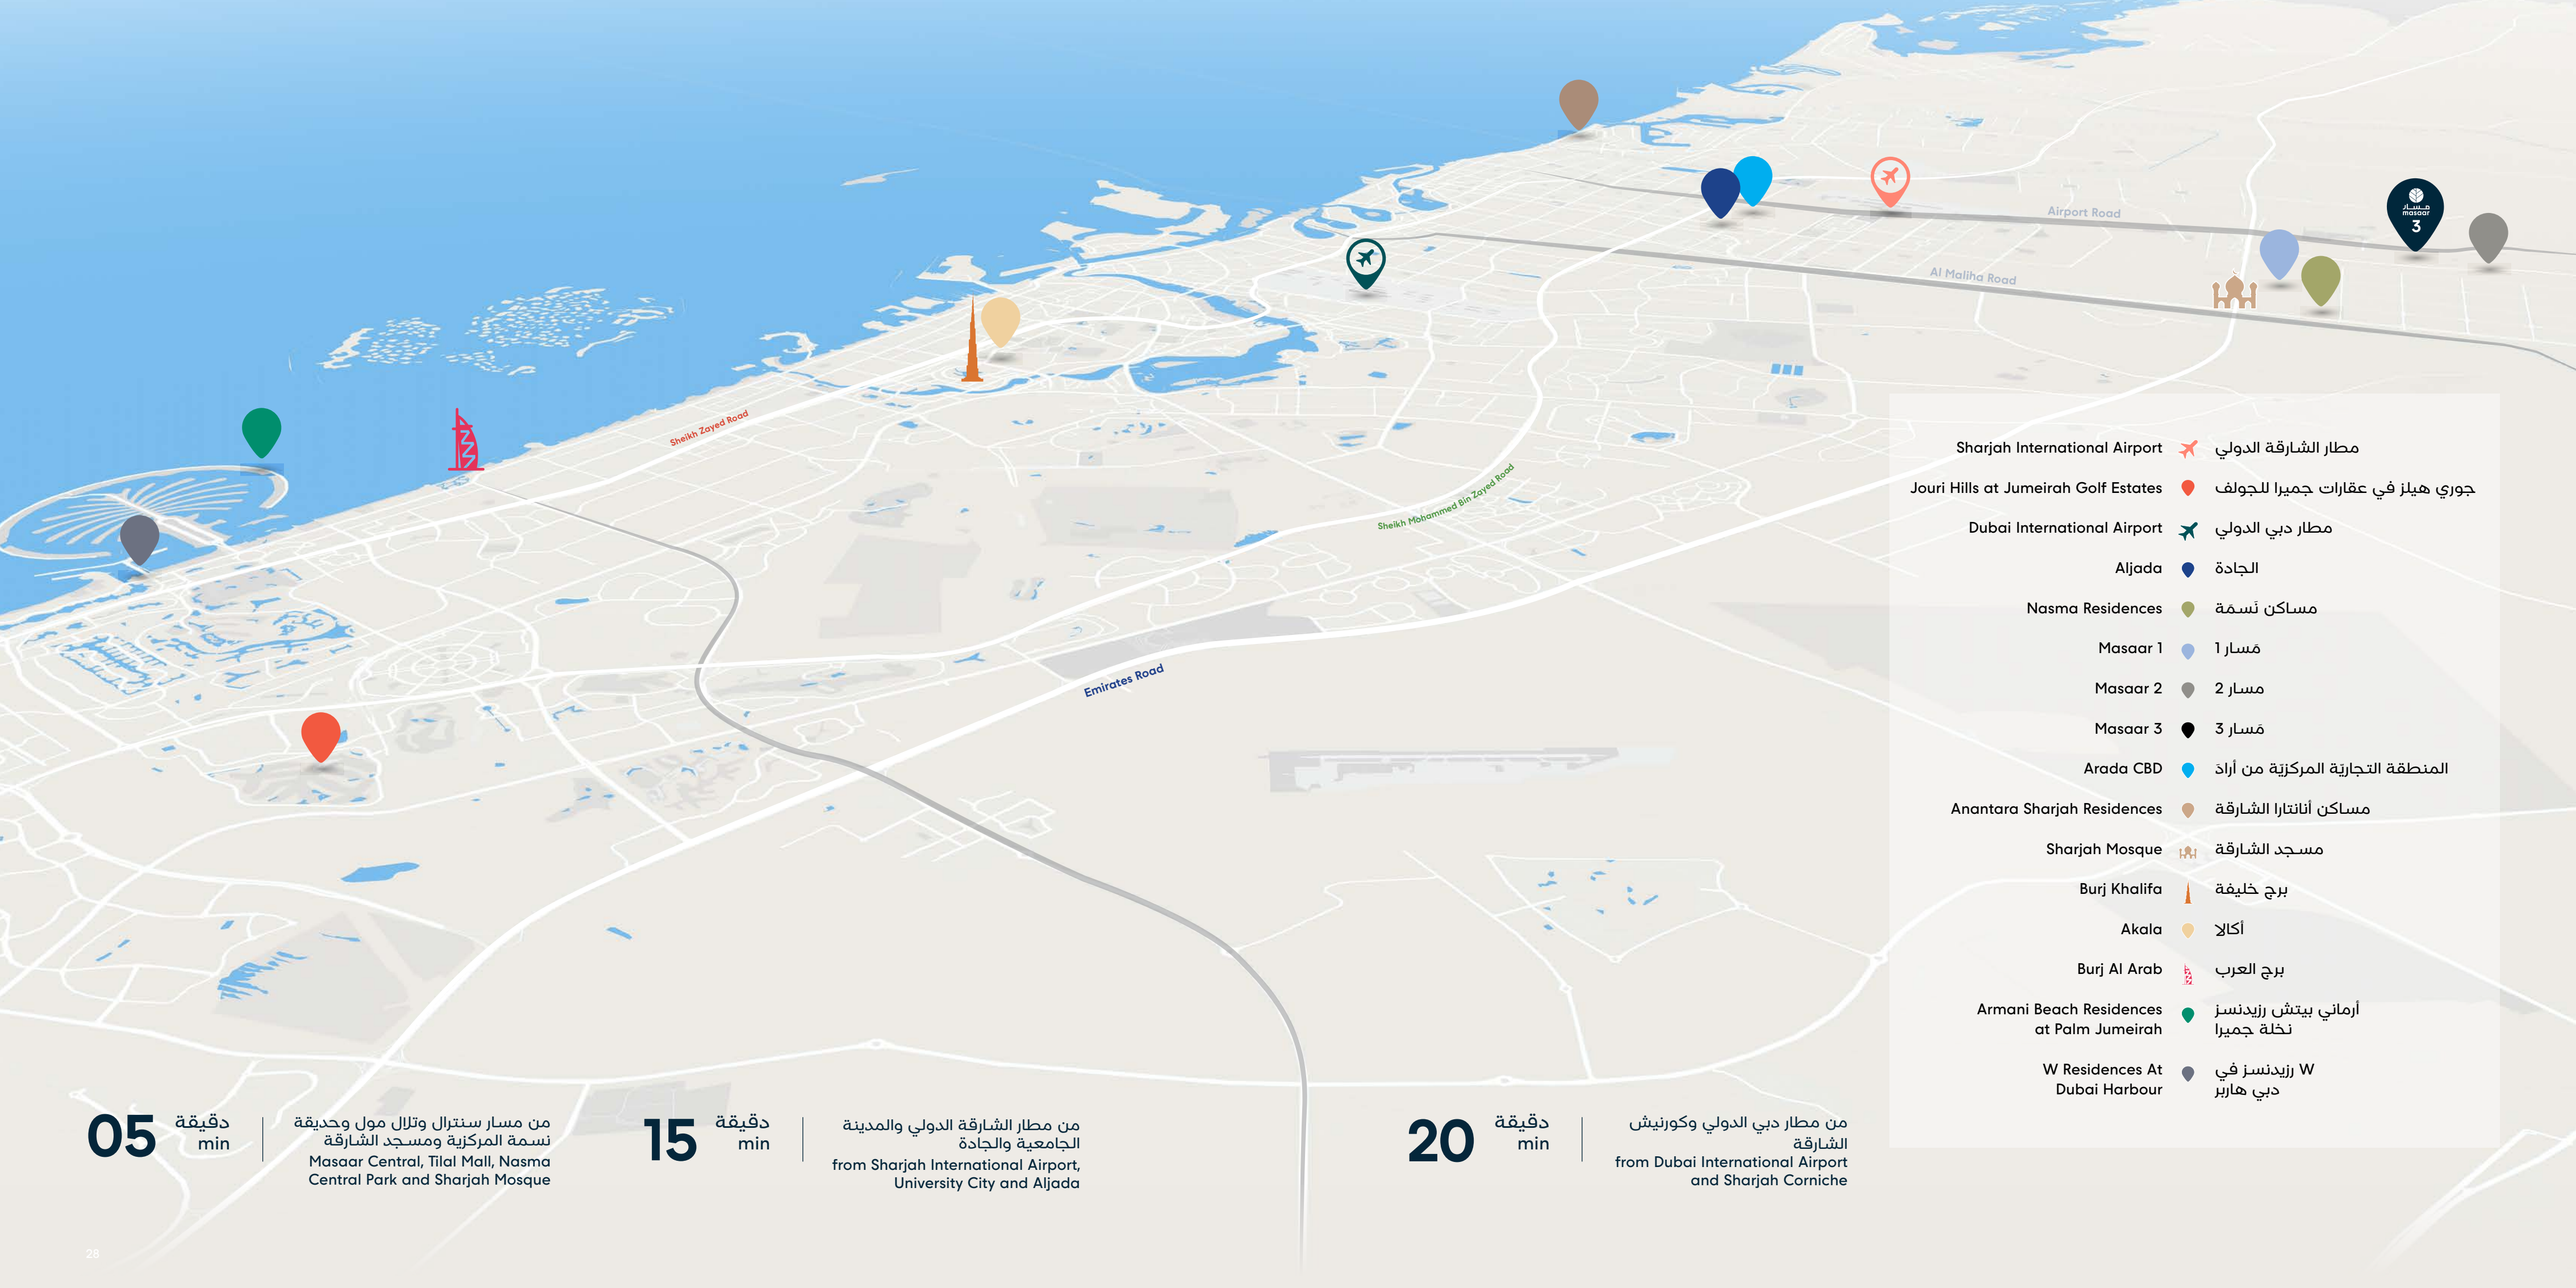 مسار
masaar
3
Airport Road
Al Maliha Road
Sheikh Zayed Road
Sheikh Mohammed Bin Zayed Road
Emirates Road
Sharjah International Airport مطار الشارقة الدولي
Jouri Hills at Jumeirah Golf Estates جوري هيلز في عقارات جميرا للجولف
Dubai International Airport مطار دبي الدولي
Aljada الجادة
Nasma Residences مساكن نَسمَة
Masaar 1 مَسار 1
Masaar 2 مسار 2
Masaar 3 مَسار 3
Arada CBD المنطقة التجاريّة المركزيّة من أرادَ
Anantara Sharjah Residences مساكن أنانتارا الشارقة
Sharjah Mosque مسجد الشارقة
Burj Khalifa برج خليفة
Akala أكالا
Burj Al Arab برج العرب
Armani Beach Residences أرماني بيتش رزيدنسز
at Palm Jumeirah نخلة جميرا
W Residences At W رزيدنسز في
Dubai Harbour دبي هاربر
05
دقيقة
min
من مسار سنترال وتلال مول وحديقة
نسمة المركزية ومسجد الشارقة
Masaar Central, Tilal Mall, Nasma
Central Park and Sharjah Mosque
15
دقيقة
min
من مطار الشارقة الدولي والمدينة
الجامعية والجادة
from Sharjah International Airport,
University City and Aljada
20
دقيقة
min
من مطار دبي الدولي وكورنيش
الشارقة
from Dubai International Airport
and Sharjah Corniche
28